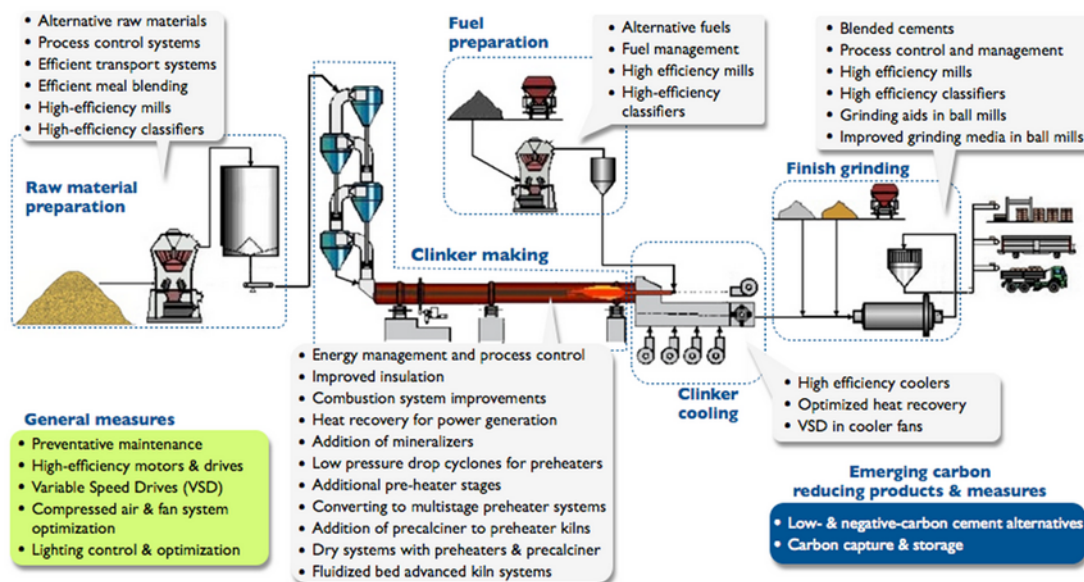 • Alternative raw materials
• Process control systems
• Efficient transport systems
• Efficient meal blending
• High-efficiency mills
• High-efficiency classifiers
Raw material
preparation
Fuel
preparation
• Alternative fuels
• Fuel management
• High efficiency mills
• High-efficiency
classifiers
• Blended cements
• Process control and management
• High efficiency mills
• High efficiency classifiers
• Grinding aids in ball mills
• Improved grinding media in ball mills
Finish grinding
Clinker making
• Energy management and process control
• Improved insulation
• Combustion system improvements
• Heat recovery for power generation
• Addition of mineralizers
• Low pressure drop cyclones for preheaters
• Additional pre-heater stages
• Converting to multistage preheater systems
• Addition of precalciner to preheater kilns
• Dry systems with preheaters & precalciner
• Fluidized bed advanced kiln systems
Clinker
cooling
• High efficiency coolers
• Optimized heat recovery
• VSD in cooler fans
General measures
• Preventative maintenance
• High-efficiency motors & drives
• Variable Speed Drives (VSD)
• Compressed air & fan system
optimization
• Lighting control & optimization
Emerging carbon
reducing products & measures
• Low- & negative-carbon cement alternatives
• Carbon capture & storage